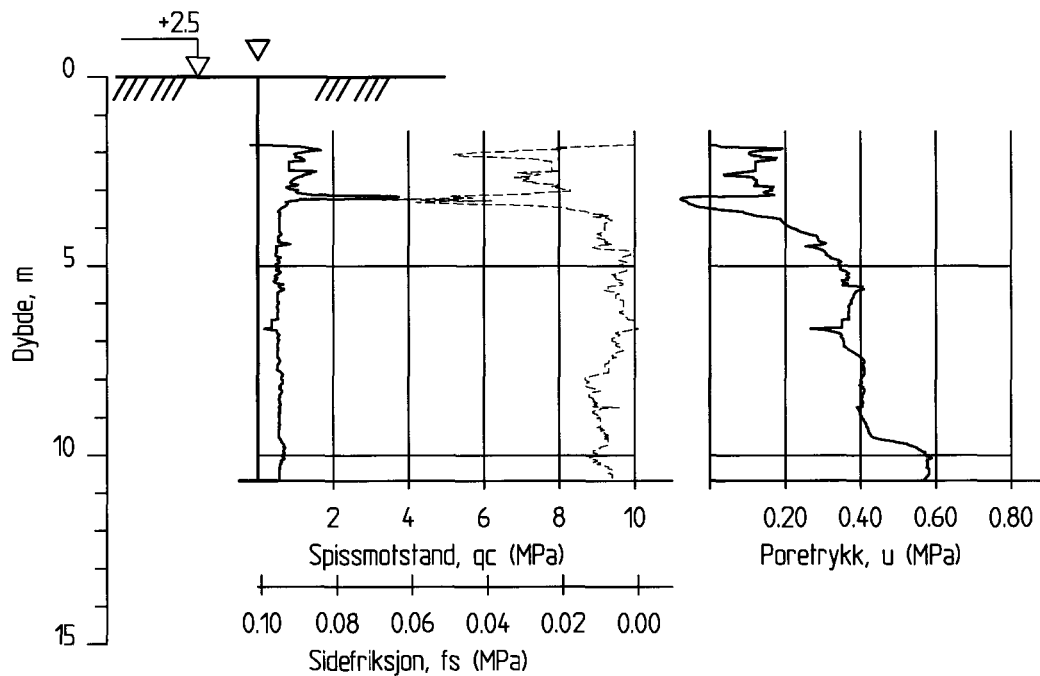 +2.5
0
5
10
15
Dybde, m
2 4 6 8 10
Spissmotstand, qc (MPa)
0.10 0.08 0.06 0.04 0.02 0.00
Sidefriksjon, fs (MPa)
0.20 0.40 0.60 0.80
Poretrykk, u (MPa)